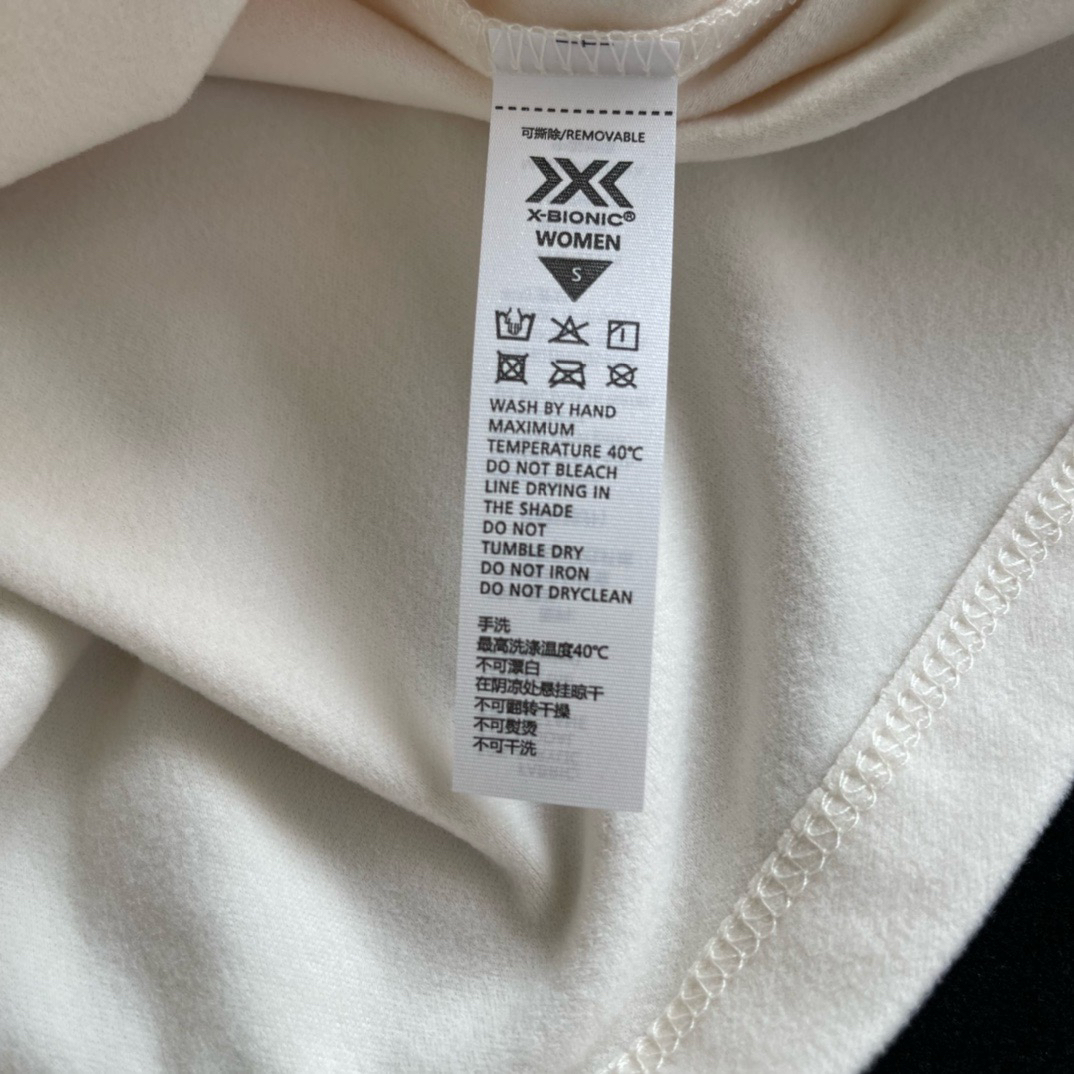 可撕除/REMOVABLE
X-BIONIC®
WOMEN
S
WASH BY HAND
MAXIMUM
TEMPERATURE 40℃
DO NOT BLEACH
LINE DRYING IN
THE SHADE
DO NOT
TUMBLE DRY
DO NOT IRON
DO NOT DRYCLEAN
手洗
最高洗涤温度40℃
不可漂白
在阴凉处悬挂晾干
不可翻转干燥
不可熨烫
不可干洗